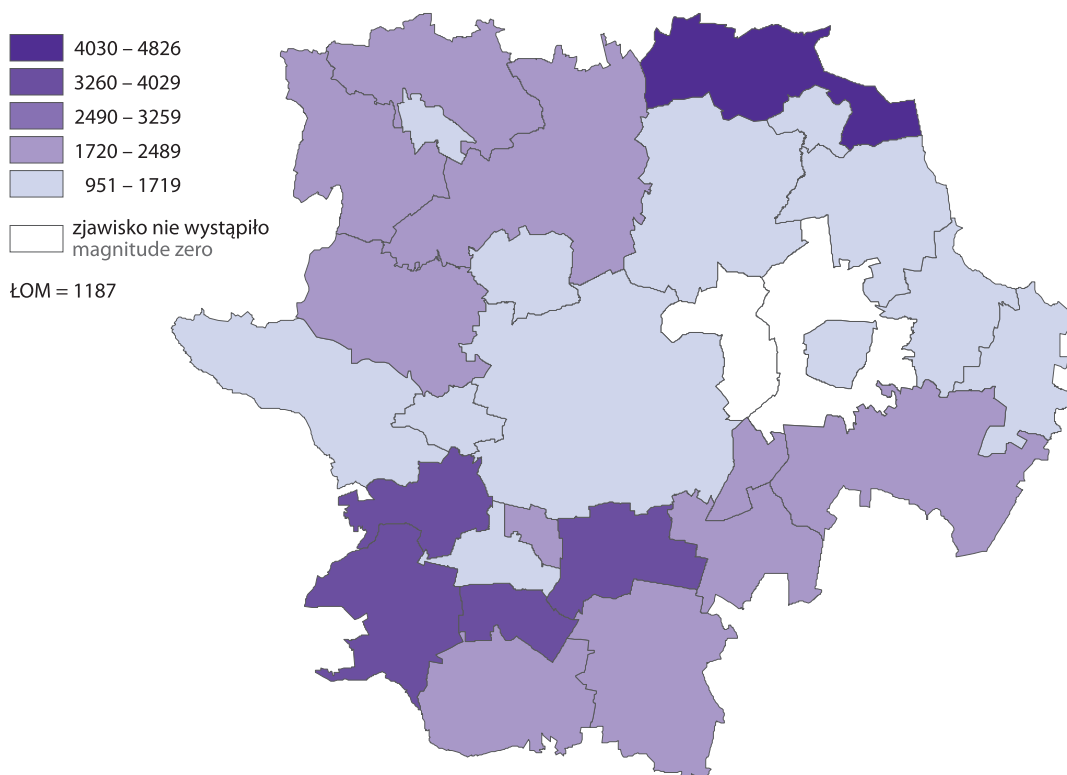 4030 – 4826
3260 – 4029
2490 – 3259
1720 – 2489
951 – 1719
zjawisko nie wystąpiło
magnitude zero
ŁOM = 1187